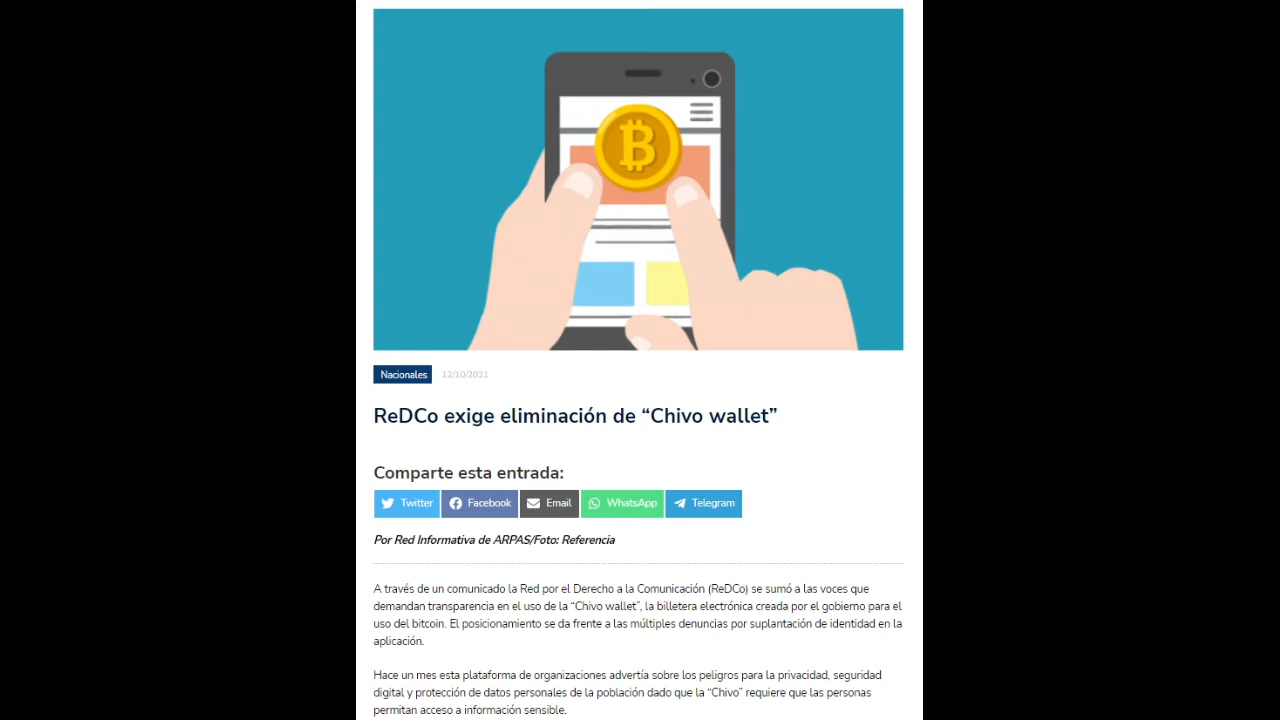 Nacionales 12/10/2021
ReDCo exige eliminación de “Chivo wallet”
Comparte esta entrada:
Twitter Facebook Email WhatsApp Telegram
Por Red Informativa de ARPAS/Foto: Referencia
A través de un comunicado la Red por el Derecho a la Comunicación (ReDCo) se sumó a las voces que
demandan transparencia en el uso de la “Chivo wallet”, la billetera electrónica creada por el gobierno para el
uso del bitcoin. El posicionamiento se da frente a las múltiples denuncias por suplantación de identidad en la
aplicación.
Hace un mes esta plataforma de organizaciones advertía sobre los peligros para la privacidad, seguridad
digital y protección de datos personales de la población dado que la “Chivo” requiere que las personas
permitan acceso a información sensible.